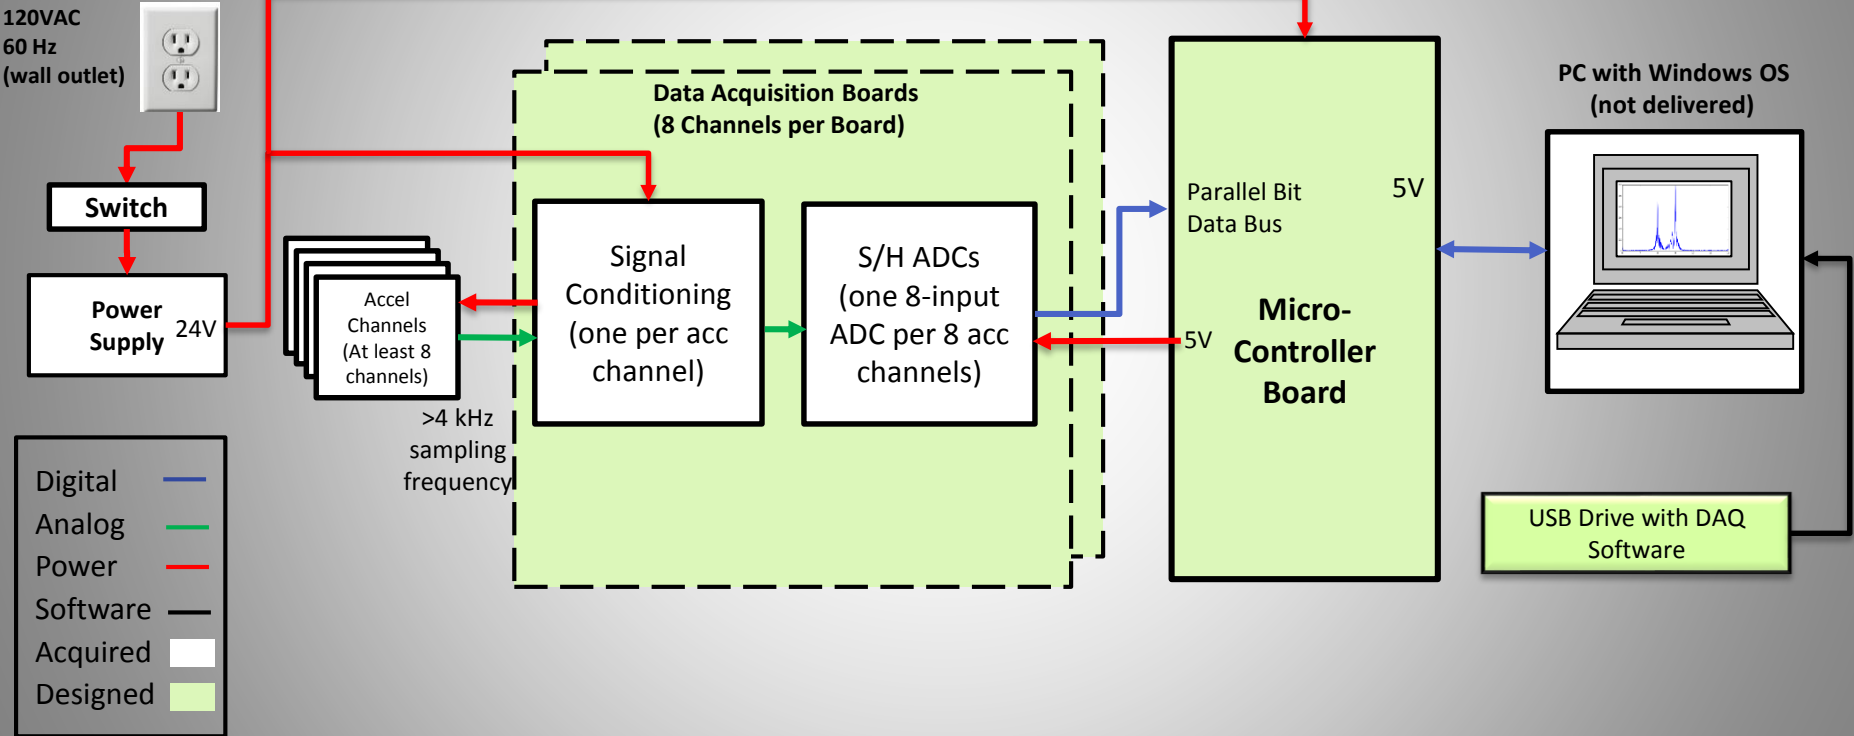 120VAC
60 Hz
(wall outlet)
Switch
Power
Supply
24V
Accel
Channels
(At least 8
channels)
>4 kHz
sampling
frequency
Data Acquisition Boards
(8 Channels per Board)
Signal
Conditioning
(one per acc
channel)
S/H ADCs
(one 8-input
ADC per 8 acc
channels)
Parallel Bit
Data Bus
5V
5V
Micro-
Controller
Board
PC with Windows OS
(not delivered)
USB Drive with DAQ
Software
Digital
Analog
Power
Software
Acquired
Designed